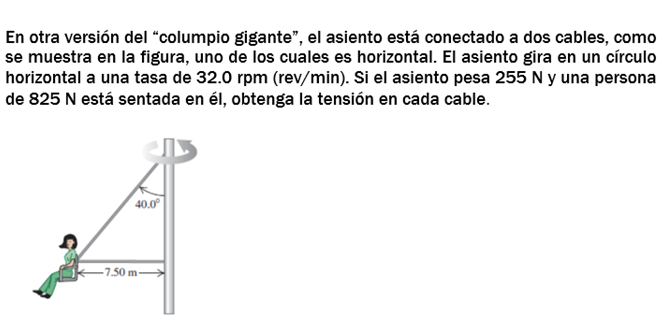 En otra versión del “columpio gigante”, el asiento está conectado a dos cables, como
se muestra en la figura, uno de los cuales es horizontal. El asiento gira en un círculo
horizontal a una tasa de 32.0 rpm (rev/min). Si el asiento pesa 255 N y una persona
de 825 N está sentada en él, obtenga la tensión en cada cable.
40.0°
7.50 m